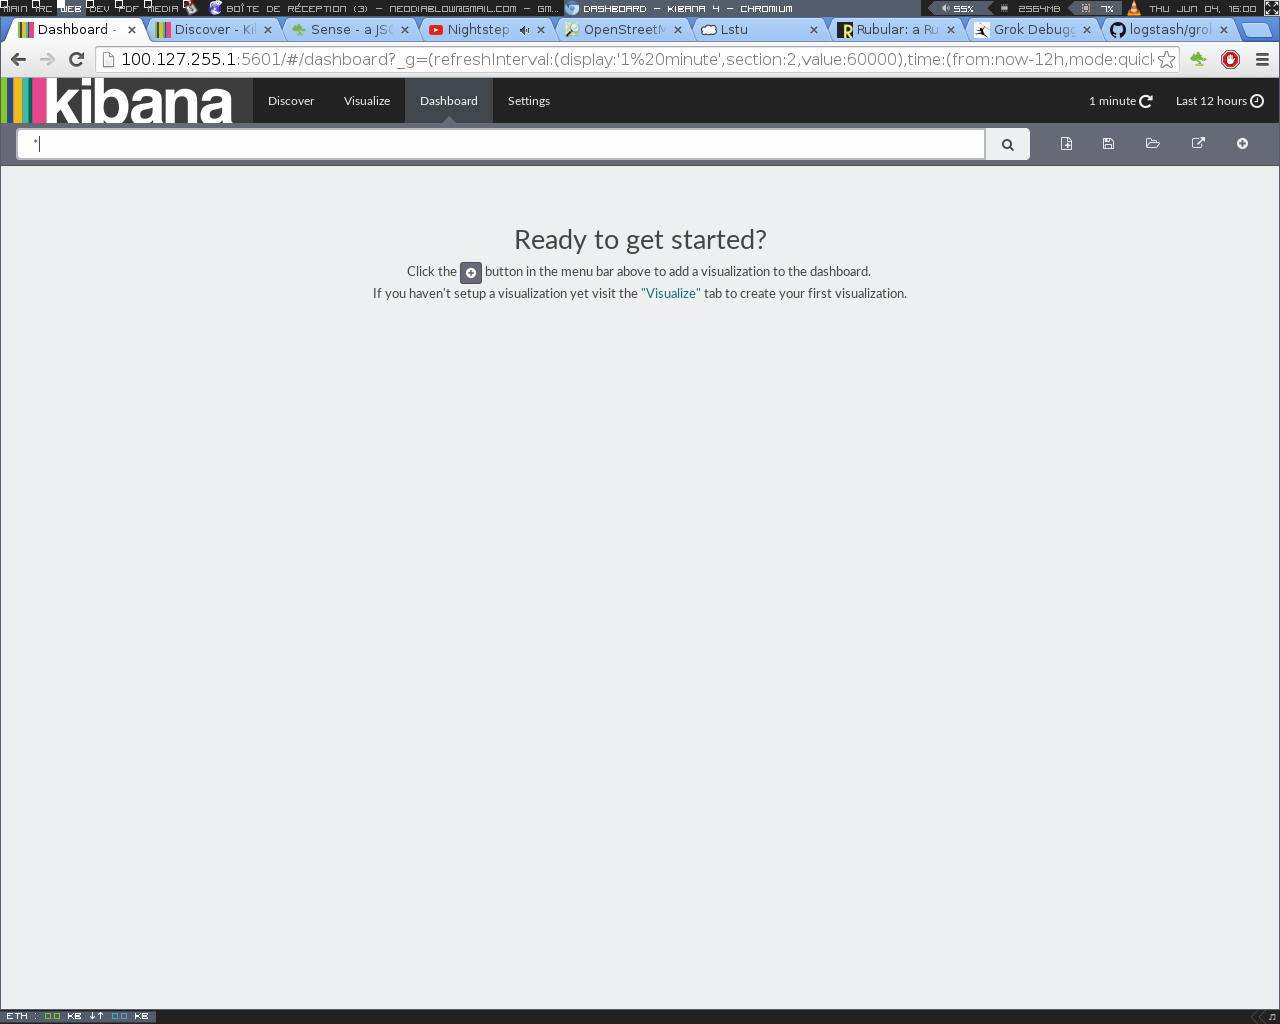 MAIN IRC WEB DEV PDF MEDIA BOÎTE DE RÉCEPTION (3) - NEODIABLOW@GMAIL.COM - GM... DASHBOARD - KIBANA 4 - CHROMIUM 55% 2564MB 7% THU JUN 04, 16:00
Dashboard - Discover - Ki Sense - a JSO Nightstep OpenStreetM Lstu Rubular: a Ru Grok Debugg logstash/grol
100.127.255.1:5601/#/dashboard?_g=(refreshInterval:(display:'1%20minute',section:2,value:60000),time:(from:now-12h,mode:quick
kibana Discover Visualize Dashboard Settings 1 minute Last 12 hours
*
Ready to get started?
Click the button in the menu bar above to add a visualization to the dashboard.
If you haven't setup a visualization yet visit the "Visualize" tab to create your first visualization.
ETH : 0.0 KB ↓↑ 0.0 KB